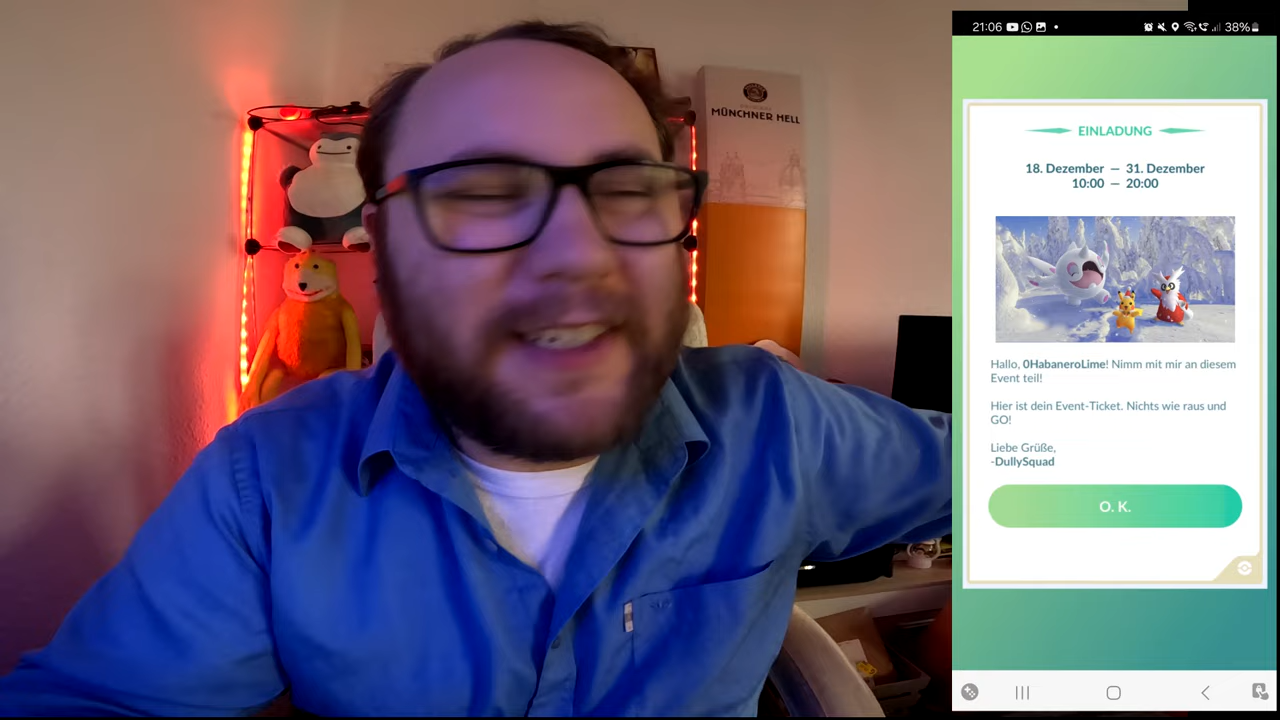 MÜNCHNER HELL
21:06
38%
EINLADUNG
18. Dezember — 31. Dezember
10:00 — 20:00
Hallo, 0HabaneroLime! Nimm mit mir an diesem
Event teil!
Hier ist dein Event-Ticket. Nichts wie raus und
GO!
Liebe Grüße,
-DullySquad
O. K.